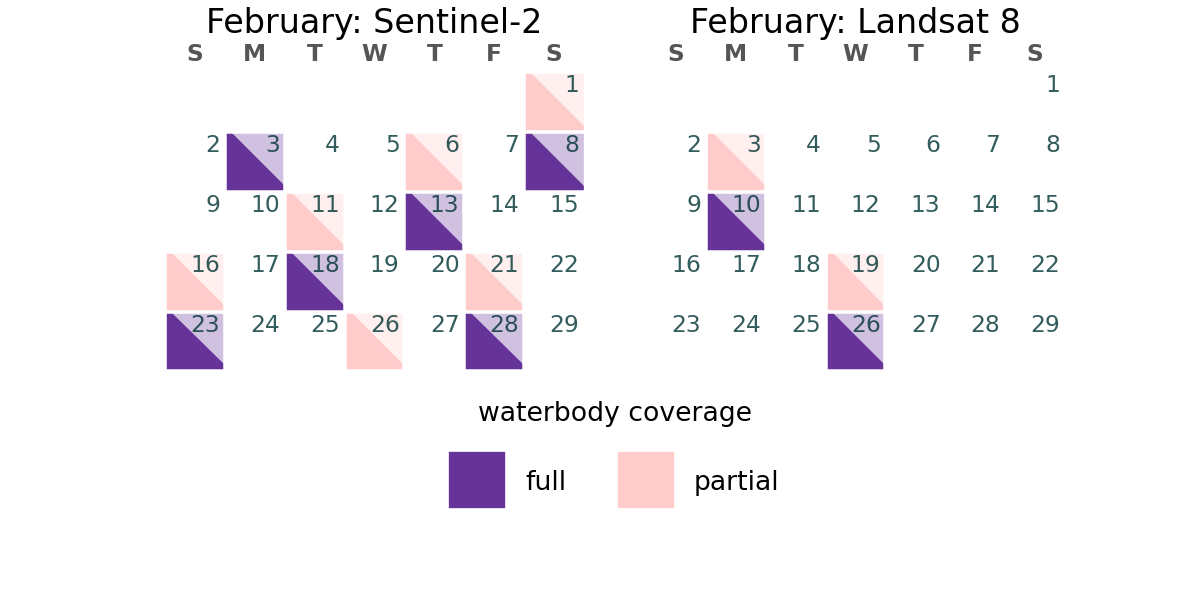 February: Sentinel-2
S M T W T F S
1
2 3 4 5 6 7 8
9 10 11 12 13 14 15
16 17 18 19 20 21 22
23 24 25 26 27 28 29
February: Landsat 8
S M T W T F S
1
2 3 4 5 6 7 8
9 10 11 12 13 14 15
16 17 18 19 20 21 22
23 24 25 26 27 28 29
waterbody coverage
full partial